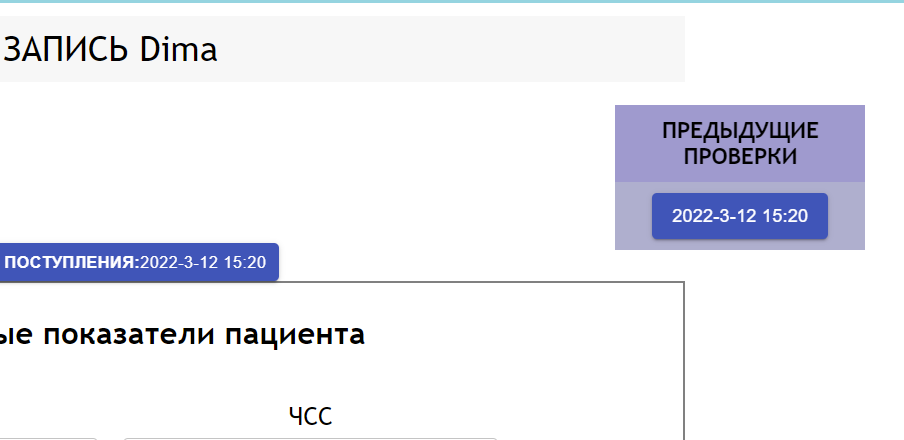 ЗАПИСЬ Dima
ПРЕДЫДУЩИЕ
ПРОВЕРКИ
2022-3-12 15:20
ПОСТУПЛЕНИЯ:2022-3-12 15:20
ые показатели пациента
ЧСС